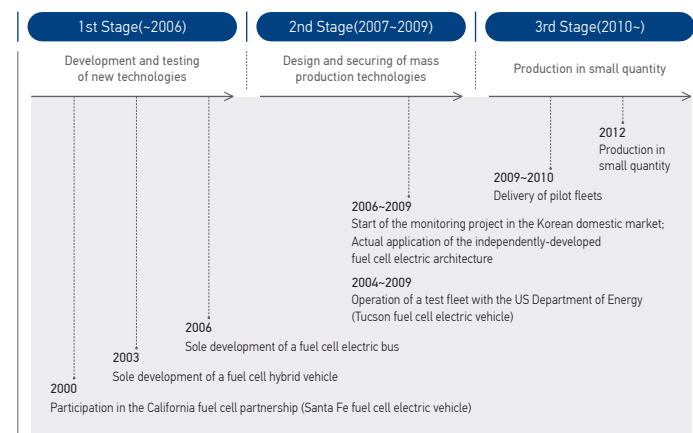 1st Stage(~2006)
2nd Stage(2007~2009)
3rd Stage(2010~)
Development and testing
of new technologies
Design and securing of mass
production technologies
Production in small quantity
2012
Production in
small quantity
2009~2010
Delivery of pilot fleets
2006~2009
Start of the monitoring project in the Korean domestic market;
Actual application of the independently-developed
fuel cell electric architecture
2004~2009
Operation of a test fleet with the US Department of Energy
(Tucson fuel cell electric vehicle)
2006
Sole development of a fuel cell electric bus
2003
Sole development of a fuel cell hybrid vehicle
2000
Participation in the California fuel cell partnership (Santa Fe fuel cell electric vehicle)